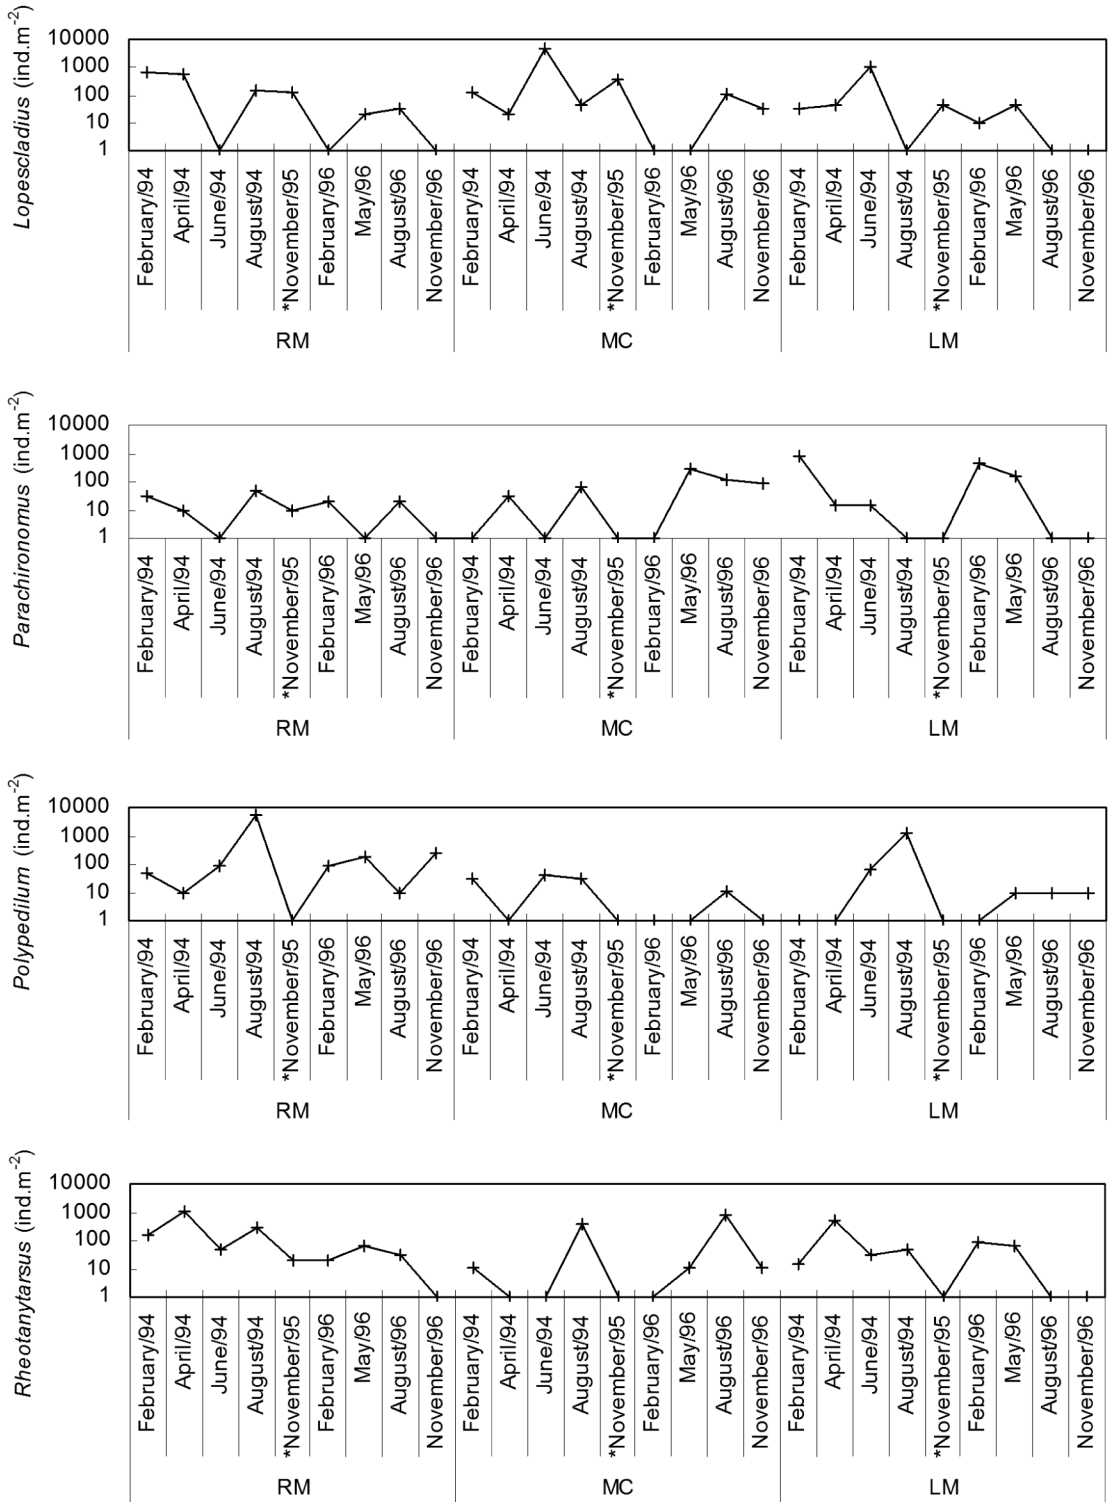 Lopescladius (ind.m-2)
10000
1000
100
10
1
February/94
April/94
June/94
August/94
*November/95
February/96
May/96
August/96
November/96
February/94
April/94
June/94
August/94
*November/95
February/96
May/96
August/96
November/96
February/94
April/94
June/94
August/94
*November/95
February/96
May/96
August/96
November/96
RM
MC
LM
Parachironomus (ind.m-2)
10000
1000
100
10
1
February/94
April/94
June/94
August/94
*November/95
February/96
May/96
August/96
November/96
February/94
April/94
June/94
August/94
*November/95
February/96
May/96
August/96
November/96
February/94
April/94
June/94
August/94
*November/95
February/96
May/96
August/96
November/96
RM
MC
LM
Polypedilum (ind.m-2)
10000
1000
100
10
1
February/94
April/94
June/94
August/94
*November/95
February/96
May/96
August/96
November/96
February/94
April/94
June/94
August/94
*November/95
February/96
May/96
August/96
November/96
February/94
April/94
June/94
August/94
*November/95
February/96
May/96
August/96
November/96
RM
MC
LM
Rheotanytarsus (ind.m-2)
10000
1000
100
10
1
February/94
April/94
June/94
August/94
*November/95
February/96
May/96
August/96
November/96
February/94
April/94
June/94
August/94
*November/95
February/96
May/96
August/96
November/96
February/94
April/94
June/94
August/94
*November/95
February/96
May/96
August/96
November/96
RM
MC
LM